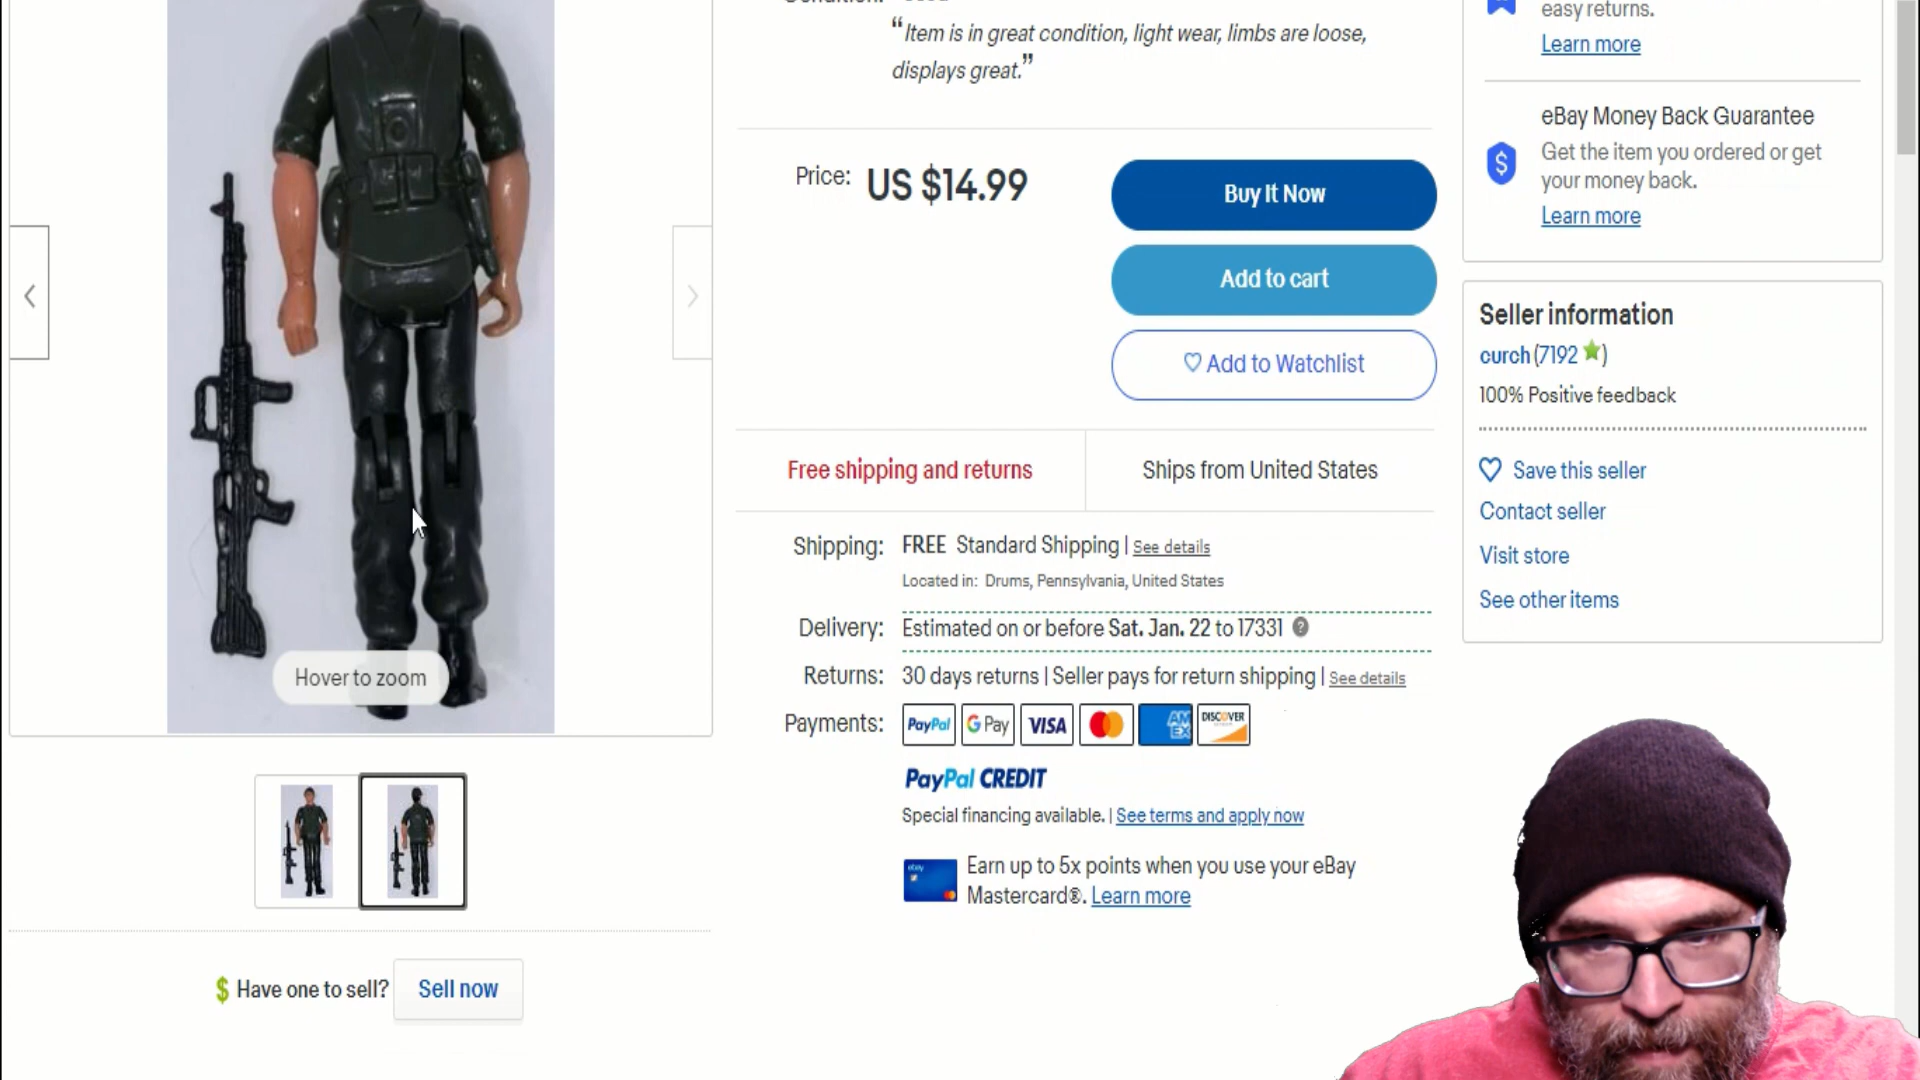 "Item is in great condition, light wear, limbs are loose,
displays great."
Price: US $14.99
Buy It Now
Add to cart
Add to Watchlist
Free shipping and returns
Ships from United States
Shipping: FREE Standard Shipping | See details
Located in: Drums, Pennsylvania, United States
Delivery: Estimated on or before Sat. Jan. 22 to 17331
Returns: 30 days returns | Seller pays for return shipping | See details
Payments: PayPal G Pay VISA AM EX DISCOVER
PayPal CREDIT
Special financing available. | See terms and apply now
ebay
Earn up to 5x points when you use your eBay
Mastercard®. Learn more
Hover to zoom
$ Have one to sell? Sell now
easy returns.
Learn more
eBay Money Back Guarantee
Get the item you ordered or get
your money back.
Learn more
Seller information
curch (7192)
100% Positive feedback
Save this seller
Contact seller
Visit store
See other items